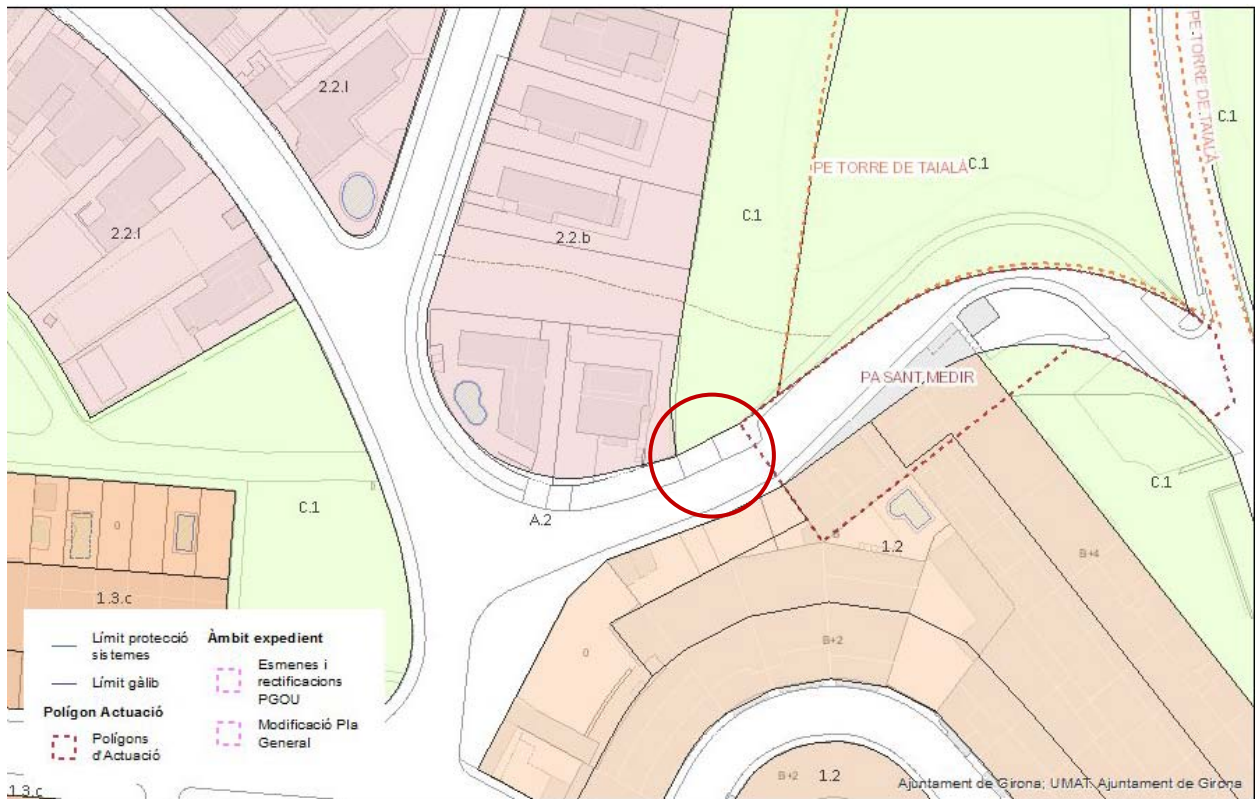 2.2.l
2.2.l
2.2.b
C.1
PE TORRE DE TAIALÀ
C.1
PE TORRE DE TAIALÀ
C.1
PA SANT MEDIR
C.1
C.1
A.2
1.2
B+4
B+2
0
0
1.3.c
1.3.c
B+2
1.2
Límit protecció
sistemes
Límit gàlib
Polígon Actuació
Polígons
d'Actuació
Àmbit expedient
Esmenes i
rectificacions
PGOU
Modificació Pla
General
Ajuntament de Girona; UMAT. Ajuntament de Girona